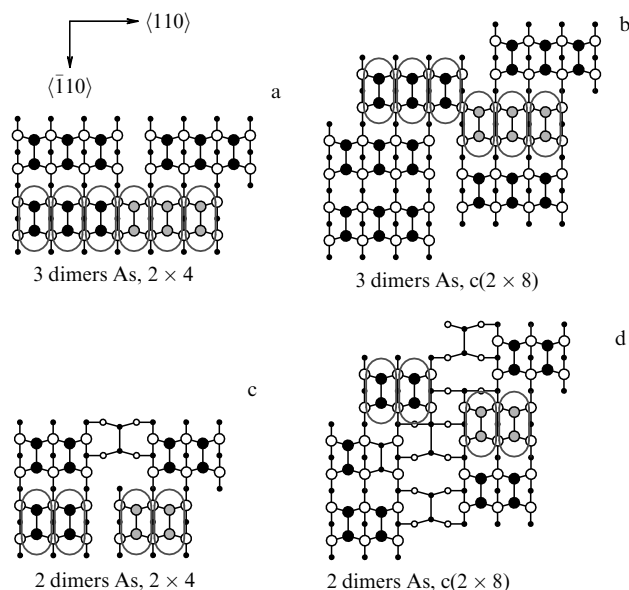 ⟨110⟩
⟨1̄10⟩
a
3 dimers As, 2 × 4
b
3 dimers As, c(2 × 8)
c
2 dimers As, 2 × 4
d
2 dimers As, c(2 × 8)